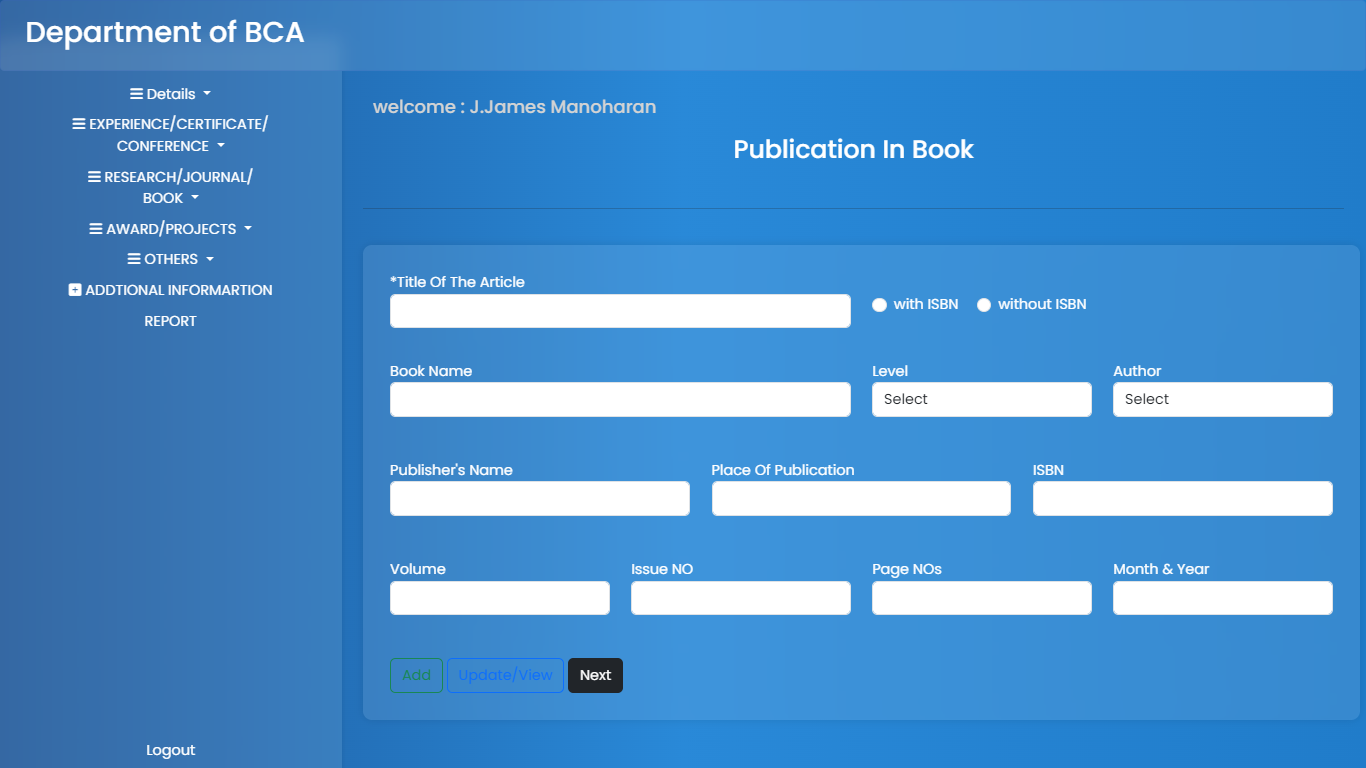 Department of BCA
Details
EXPERIENCE/CERTIFICATE/
CONFERENCE
RESEARCH/JOURNAL/
BOOK
AWARD/PROJECTS
OTHERS
ADDTIONAL INFORMARTION
REPORT
Logout
welcome : J.James Manoharan
Publication In Book
*Title Of The Article
with ISBN without ISBN
Book Name Level Author
Select Select
Publisher's Name Place Of Publication ISBN
Volume Issue NO Page NOs Month & Year
Add Update/View Next